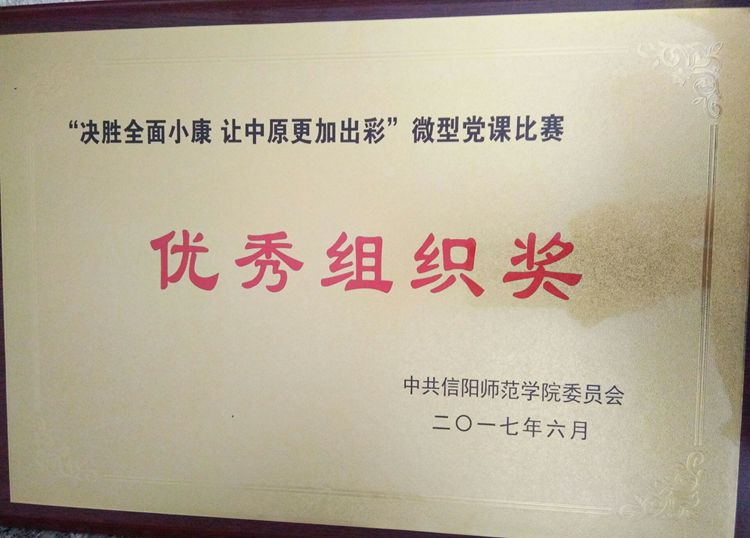 “决胜全面小康 让中原更加出彩”微型党课比赛
优秀组织奖
中共信阳师范学院委员会
二〇一七年六月